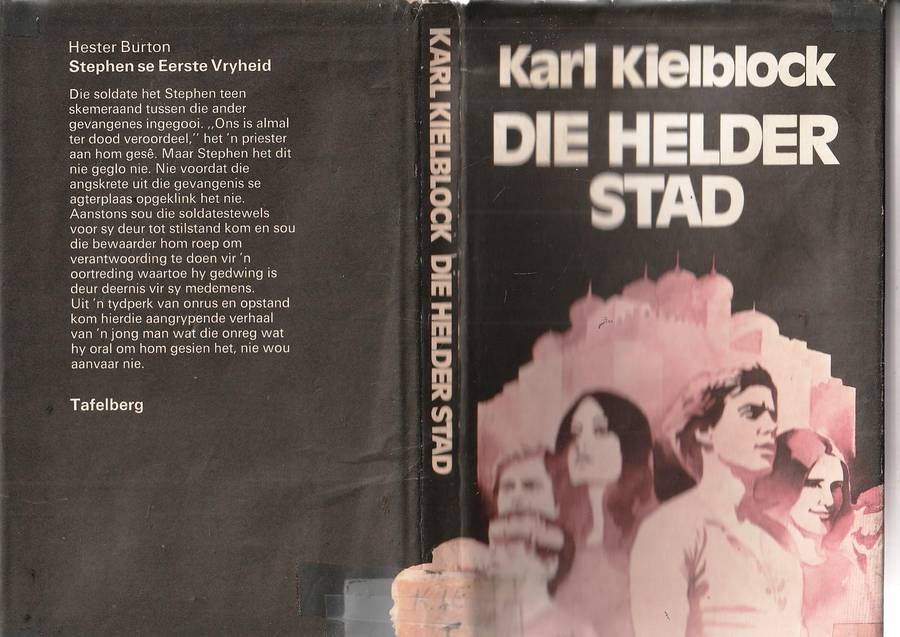 Hester Burton
Stephen se Eerste Vryheid
Die soldate het Stephen teen
skemeraand tussen die ander
gevangenes ingegooi. ,,Ons is almal
ter dood veroordeel,'' het 'n priester
aan hom gesê. Maar Stephen het dit
nie geglo nie. Nie voordat die
angskrete uit die gevangenis se
agterplaas opgeklink het nie.
Aanstons sou die soldatestewels
voor sy deur tot stilstand kom en sou
die bewaarder hom roep om
verantwoording te doen vir 'n
oortreding waartoe hy gedwing is
deur deernis vir sy medemens.
Uit 'n tydperk van onrus en opstand
kom hierdie aangrypende verhaal
van 'n jong man wat die onreg wat
hy oral om hom gesien het, nie wou
aanvaar nie.
Tafelberg
KARL KIELBLOCK DIE HELDER STAD
Karl Kielblock
DIE HELDER
STAD